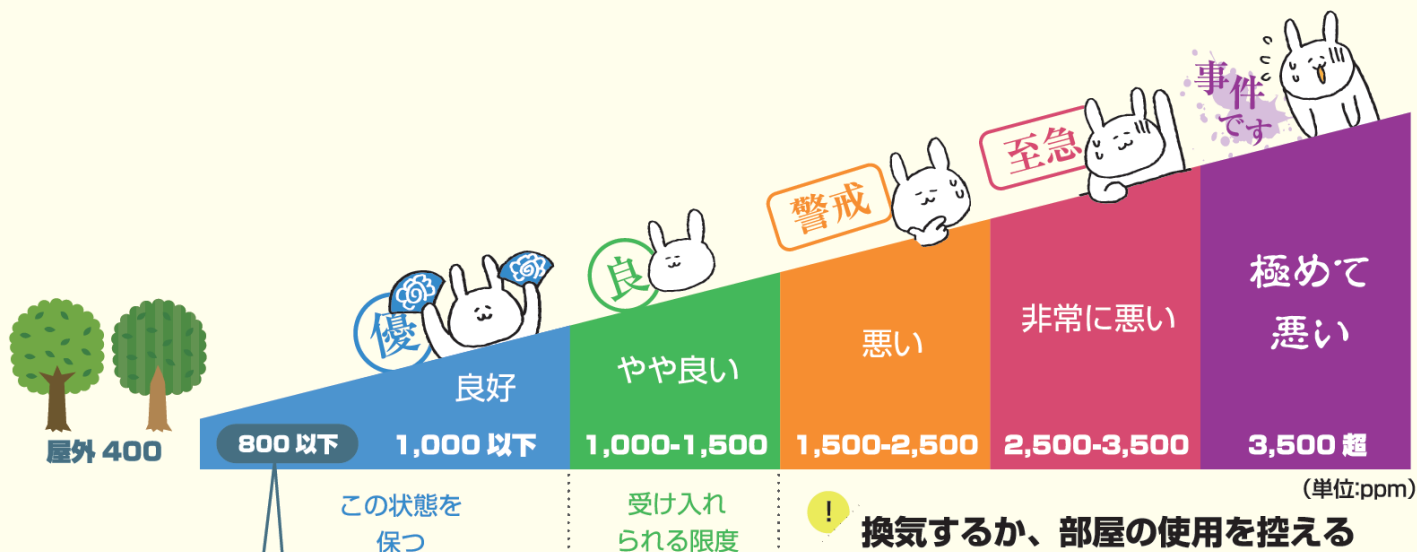 事件
です
至急
警戒
良
優
極めて
悪い
非常に悪い
悪い
やや良い
良好
屋外 400
800 以下
1,000 以下
1,000-1,500
1,500-2,500
2,500-3,500
3,500 超
(単位:ppm)
この状態を
保つ
受け入れ
られる限度
!
換気するか、部屋の使用を控える